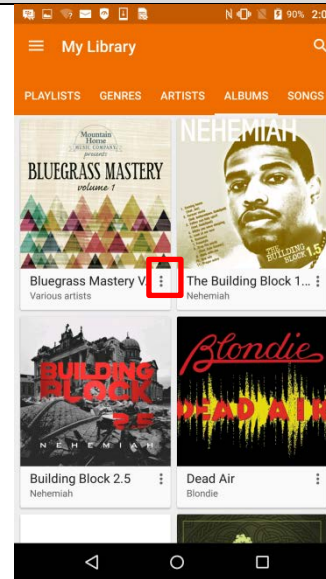 N 90% 2:0
My Library
PLAYLISTS GENRES ARTISTS ALBUMS SONGS
Mountain
Home
MUSIC COMPANY
presents
BLUEGRASS MASTERY
volume 1
NEHEMIAH
THE
BUILDING
BLOCK 1.5
Bluegrass Mastery V.
Various artists
The Building Block 1...
Nehemiah
BUILDING
BLOCK
2.5
NEHEMIAH
Blondie
DEAD AIR
Building Block 2.5
Nehemiah
Dead Air
Blondie